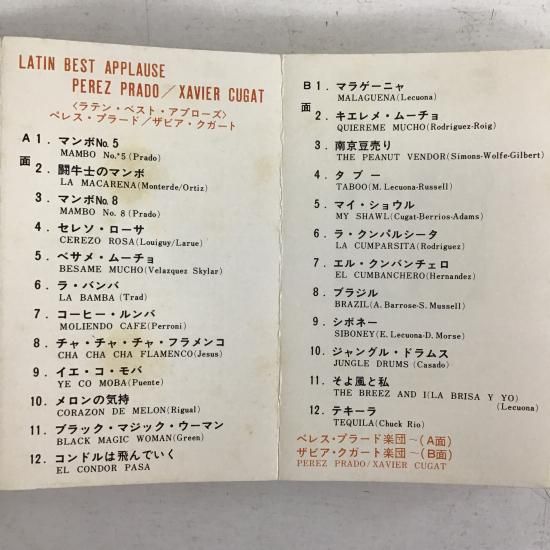 LATIN BEST APPLAUSE
PEREZ PRADO/XAVIER CUGAT
〈ラテン・ベスト・アプローズ〉
ペレス・プラード/ザビア・クガート
A面
1. マンボNo.5
MAMBO No.5 (Prado)
2. 闘牛士のマンボ
LA MACARENA(Monterde/Ortiz)
3. マンボNo.8
MAMBO No. 8 (Prado)
4. セレソ・ローサ
CEREZO ROSA(Louiguy/Larue)
5. ベサメ・ムーチョ
BESAME MUCHO(Velazquez Skylar)
6. ラ・バンバ
LA BAMBA (Trad)
7. コーヒー・ルンバ
MOLIENDO CAFE(Perroni)
8. チャ・チャ・チャ・フラメンコ
CHA CHA CHA FLAMENCO(Jesus)
9. イエ・コ・モバ
YE CO MOBA(Puente)
10. メロンの気持
CORAZON DE MELON(Rigual)
11. ブラック・マジック・ウーマン
BLACK MAGIC WOMAN(Green)
12. コンドルは飛んでいく
EL CONDOR PASA
B面
1. マラゲーニャ
MALAGUENA(Lecuona)
2. キエレメ・ムーチョ
QUIEREME MUCHO(Rodriguez-Roig)
3. 南京豆売り
THE PEANUT VENDOR(Simons-Wolfe-Gilbert)
4. タブー
TABOO(M. Lecuona-Russell)
5. マイ・ショウル
MY SHAWL(Cugat-Berrios-Adams)
6. ラ・クンパルシータ
LA CUMPARSITA(Rodriguez)
7. エル・クンバンチェロ
EL CUMBANCHERO(Hernandez)
8. ブラジル
BRAZIL(A. Barrose-S. Mussell)
9. シボネー
SIBONEY(E. Lecuona-D. Morse)
10. ジャングル・ドラムス
JUNGLE DRUMS (Casado)
11. そよ風と私
THE BREEZ AND I(LA BRISA Y YO)
(Lecuona)
12. テキーラ
TEQUILA(Chuck Rio)
ペレス・プラード楽団〜(A面)
ザビア・クガート楽団〜(B面)
PEREZ PRADO/XAVIER CUGAT